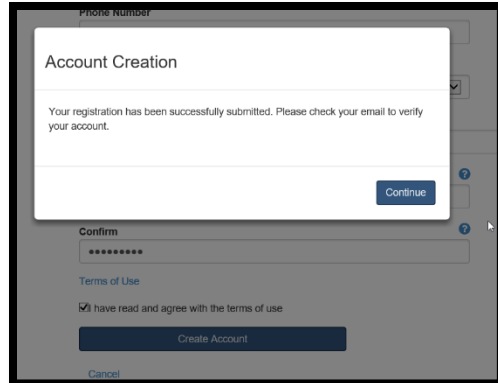 Phone Number
Account Creation
Your registration has been successfully submitted. Please check your email to verify
your account.
Continue
Confirm
Terms of Use
I have read and agree with the terms of use
Create Account
Cancel